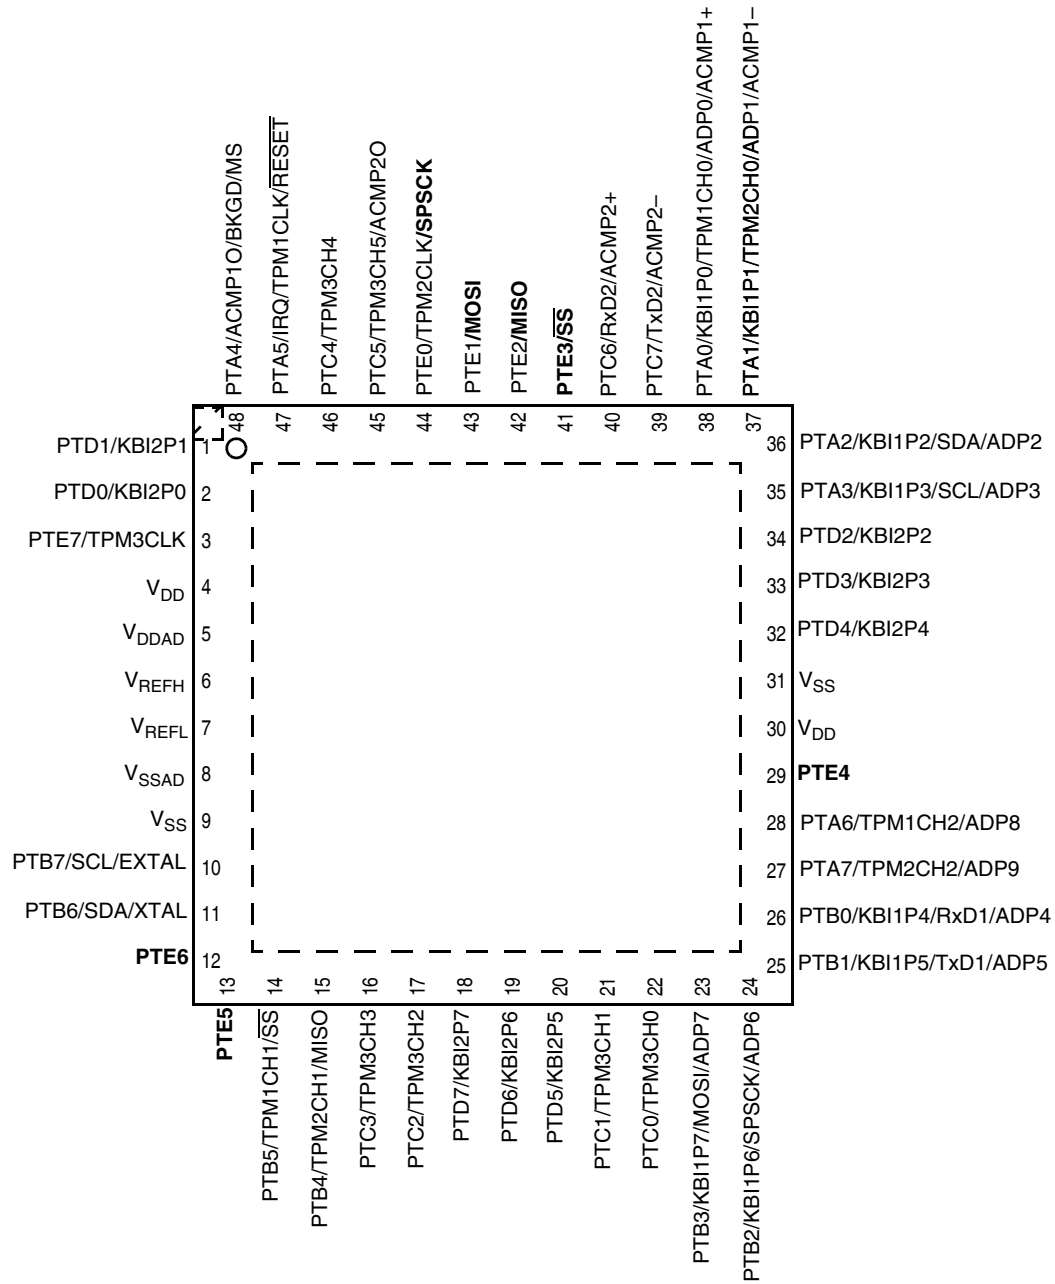 PTA4/ACMP1O/BKGD/MS
PTA5/IRQ/TPM1CLK/RESET
PTC4/TPM3CH4
PTC5/TPM3CH5/ACMP2O
PTE0/TPM2CLK/SPSCK
PTE1/MOSI
PTE2/MISO
PTE3/SS
PTC6/RxD2/ACMP2+
PTC7/TxD2/ACMP2–
PTA0/KBI1P0/TPM1CH0/ADP0/ACMP1+
PTA1/KBI1P1/TPM2CH0/ADP1/ACMP1–
48
47
46
45
44
43
42
41
40
39
38
37
PTD1/KBI2P1 1
PTD0/KBI2P0 2
PTE7/TPM3CLK 3
VDD 4
VDDAD 5
VREFH 6
VREFL 7
VSSAD 8
VSS 9
PTB7/SCL/EXTAL 10
PTB6/SDA/XTAL 11
PTE6 12
36 PTA2/KBI1P2/SDA/ADP2
35 PTA3/KBI1P3/SCL/ADP3
34 PTD2/KBI2P2
33 PTD3/KBI2P3
32 PTD4/KBI2P4
31 VSS
30 VDD
29 PTE4
28 PTA6/TPM1CH2/ADP8
27 PTA7/TPM2CH2/ADP9
26 PTB0/KBI1P4/RxD1/ADP4
25 PTB1/KBI1P5/TxD1/ADP5
13
14
15
16
17
18
19
20
21
22
23
24
PTE5
PTB5/TPM1CH1/SS
PTB4/TPM2CH1/MISO
PTC3/TPM3CH3
PTC2/TPM3CH2
PTD7/KBI2P7
PTD6/KBI2P6
PTD5/KBI2P5
PTC1/TPM3CH1
PTC0/TPM3CH0
PTB3/KBI1P7/MOSI/ADP7
PTB2/KBI1P6/SPSCK/ADP6